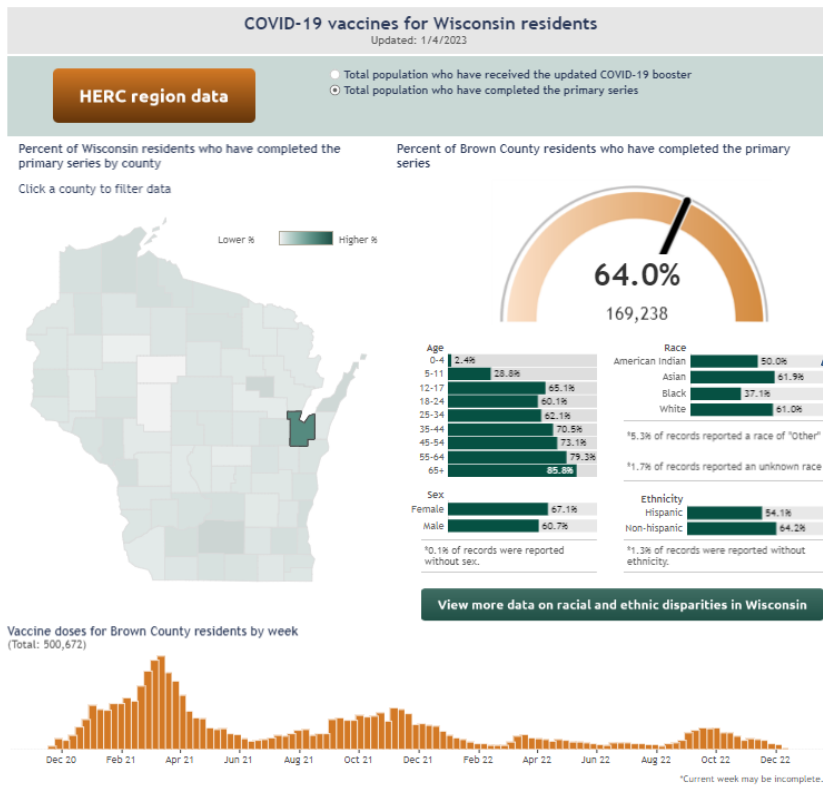 COVID-19 vaccines for Wisconsin residents
Updated: 1/4/2023
HERC region data
Total population who have received the updated COVID-19 booster
Total population who have completed the primary series
Percent of Wisconsin residents who have completed the
primary series by county
Click a county to filter data
Lower %
Higher %
Percent of Brown County residents who have completed the primary
series
64.0%
169,238
Age
0-4 2.4%
5-11 28.8%
12-17 65.1%
18-24 60.1%
25-34 62.1%
35-44 70.5%
45-54 73.1%
55-64 79.3%
65+ 85.8%
Sex
Female 67.1%
Male 60.7%
*0.1% of records were reported
without sex.
Race
American Indian 50.0%
Asian 61.9%
Black 37.1%
White 61.0%
*5.3% of records reported a race of "Other"
*1.7% of records reported an unknown race
Ethnicity
Hispanic 54.1%
Non-hispanic 64.2%
*1.3% of records were reported without
ethnicity.
View more data on racial and ethnic disparities in Wisconsin
Vaccine doses for Brown County residents by week
(Total: 500,672)
Dec 20 Feb 21 Apr 21 Jun 21 Aug 21 Oct 21 Dec 21 Feb 22 Apr 22 Jun 22 Aug 22 Oct 22 Dec 22
*Current week may be incomplete.